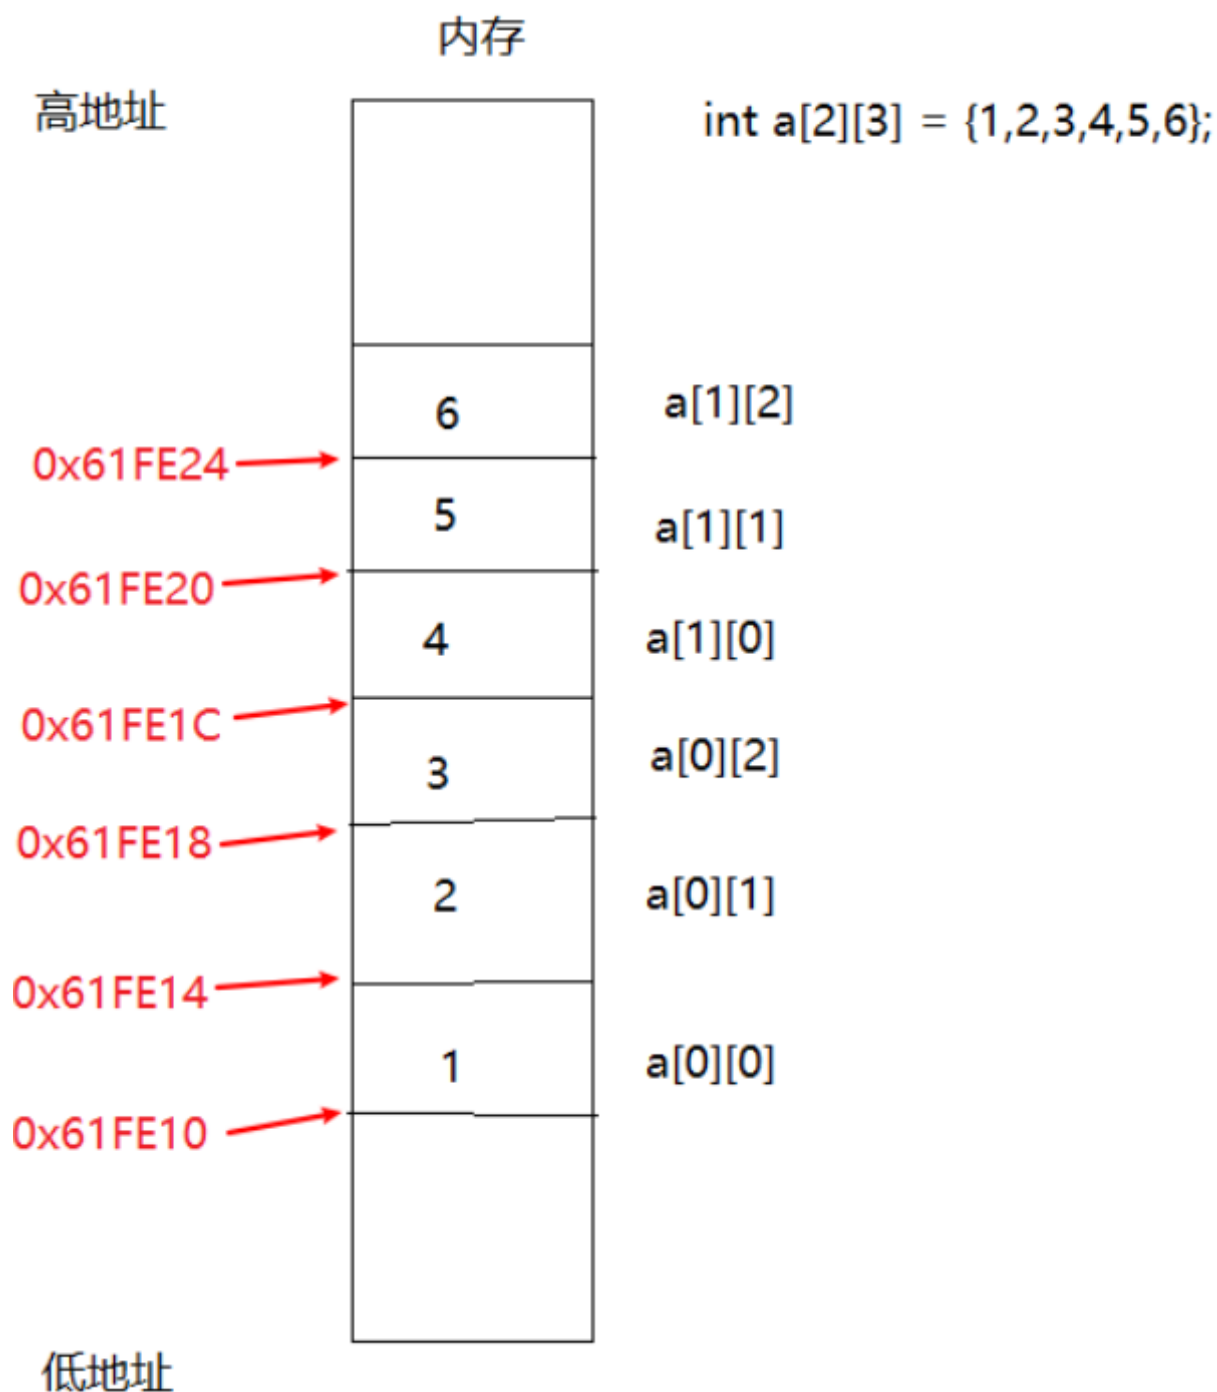 内存
高地址
int a[2][3] = {1,2,3,4,5,6};
6 a[1][2]
0x61FE24
5 a[1][1]
0x61FE20
4 a[1][0]
0x61FE1C
3 a[0][2]
0x61FE18
2 a[0][1]
0x61FE14
1 a[0][0]
0x61FE10
低地址